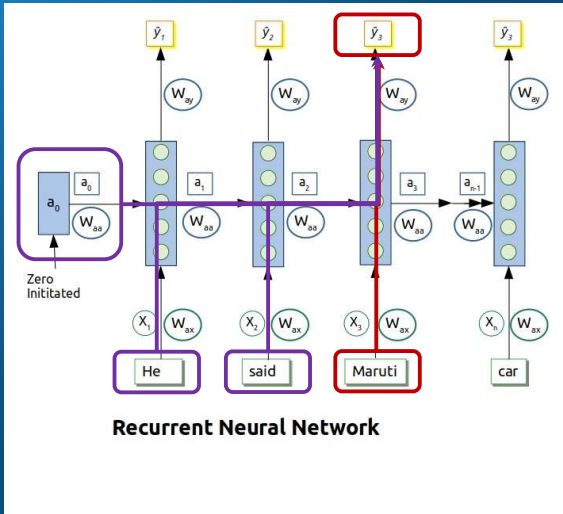 ŷ₁ ŷ₂ ŷ₃ ŷ₃
Way Way Way Way
a₀ a₁ a₂ a₃ aₙ₋₁
a₀
Waa Waa Waa Waa Waa
Zero
Inititated
X₁ Wax X₂ Wax X₃ Wax Xₙ Wax
He said Maruti car
Recurrent Neural Network